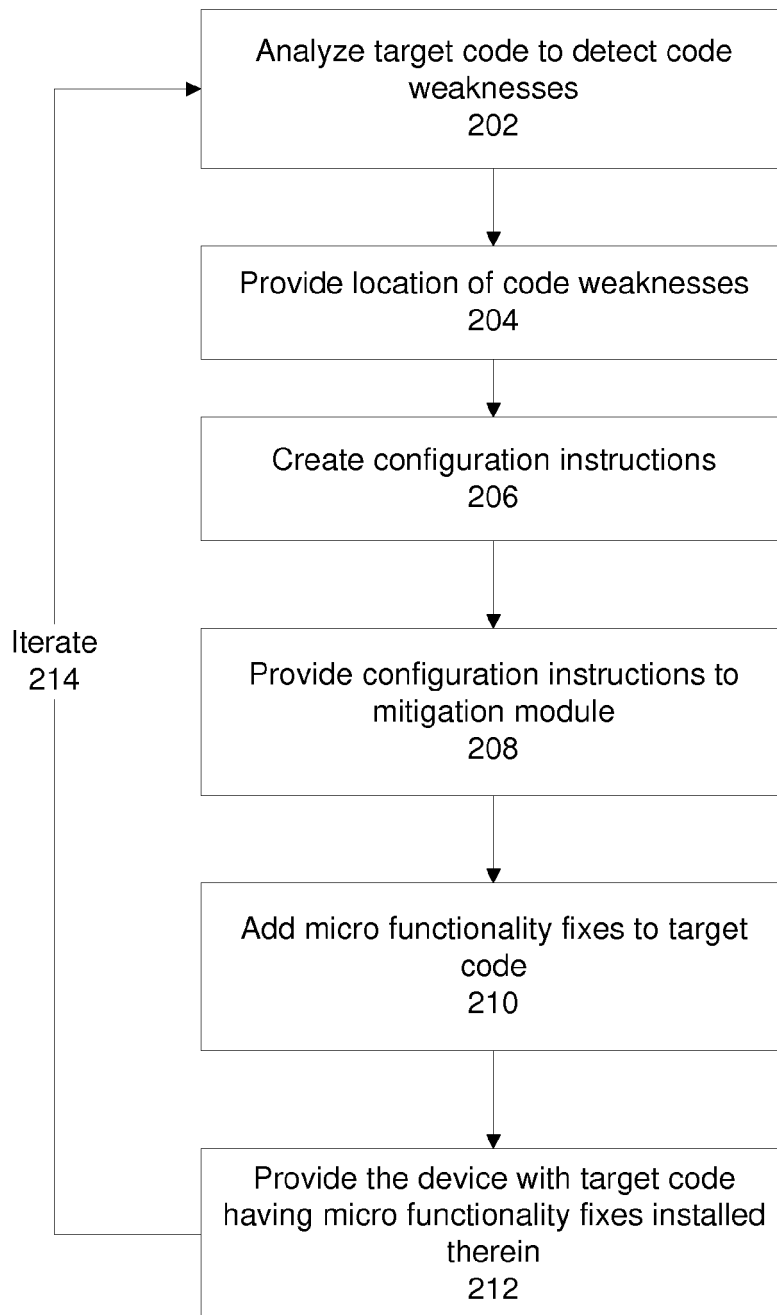 Analyze target code to detect code
weaknesses
202
Provide location of code weaknesses
204
Create configuration instructions
206
Iterate
214
Provide configuration instructions to
mitigation module
208
Add micro functionality fixes to target
code
210
Provide the device with target code
having micro functionality fixes installed
therein
212